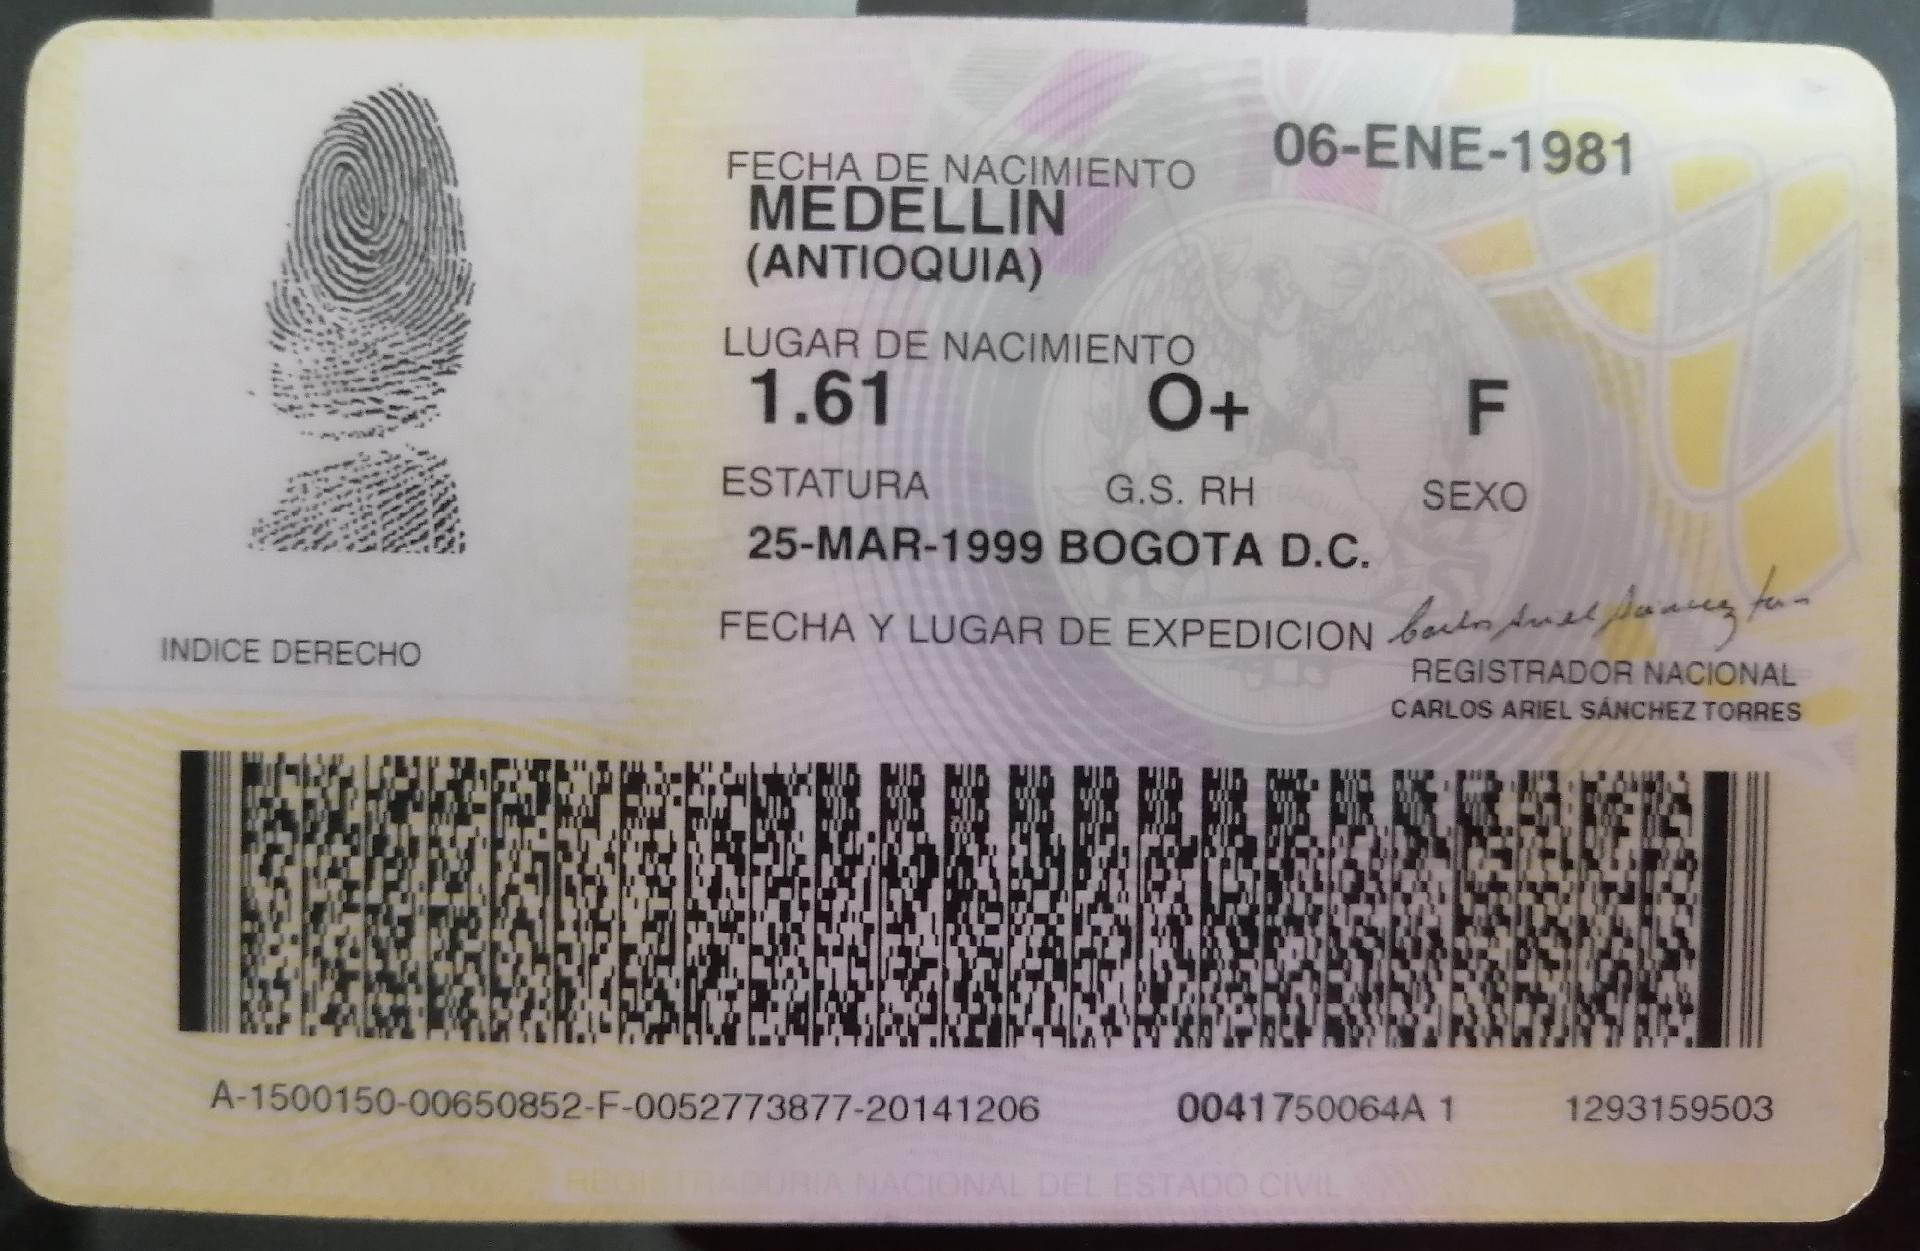 06-ENE-1981
FECHA DE NACIMIENTO
MEDELLIN
(ANTIOQUIA)
LUGAR DE NACIMIENTO
1.61 O+ F
ESTATURA G.S. RH SEXO
25-MAR-1999 BOGOTA D.C.
FECHA Y LUGAR DE EXPEDICION
INDICE DERECHO
Carlos Ariel Sánchez Torres
REGISTRADOR NACIONAL
CARLOS ARIEL SÁNCHEZ TORRES
A-1500150-00650852-F-0052773877-20141206 0041750064A 1 1293159503
REGISTRADURIA NACIONAL DEL ESTADO CIVIL